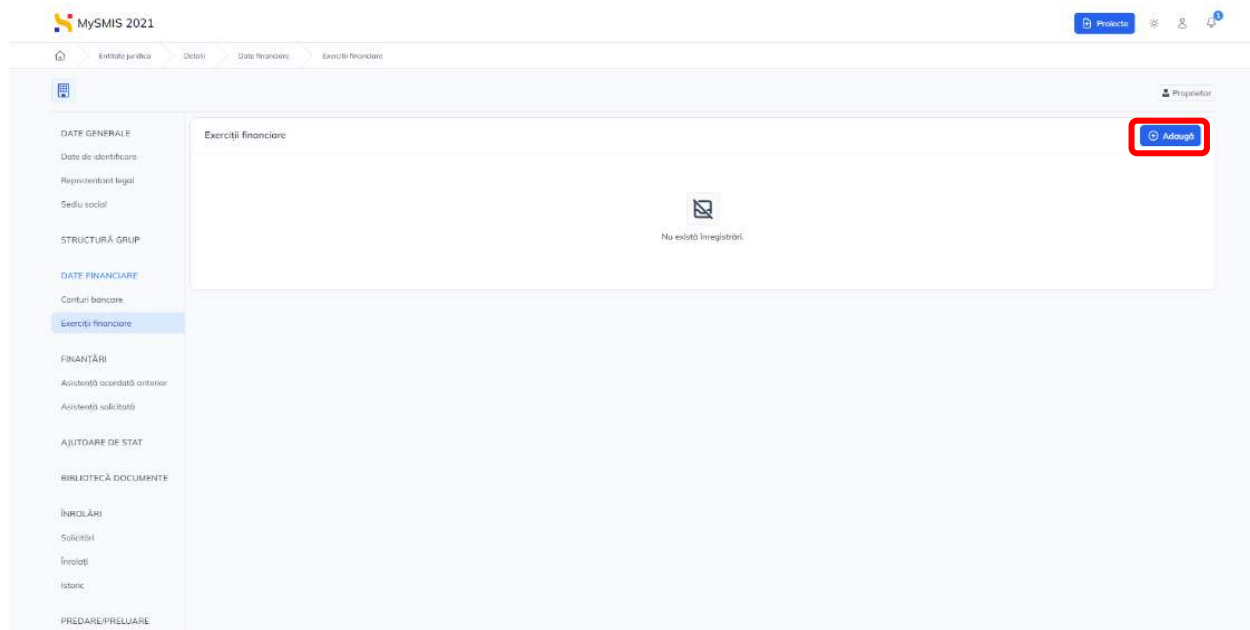 MySMIS 2021
Proiecte
1
Entitate juridica
Detalii
Date financiare
Exercitii financiare
Proprietar
DATE GENERALE
Date de identificare
Reprezentant legal
Sediu social
STRUCTURĂ GRUP
DATE FINANCIARE
Conturi bancare
Exerciții financiare
FINANȚĂRI
Asistență acordată anterior
Asistență solicitată
AJUTOARE DE STAT
BIBLIOTECĂ DOCUMENTE
ÎNROLĂRI
Solicitări
Înrolați
Istoric
PREDARE/PRELUARE
Exerciții financiare
Adaugă
Nu există înregistrări.